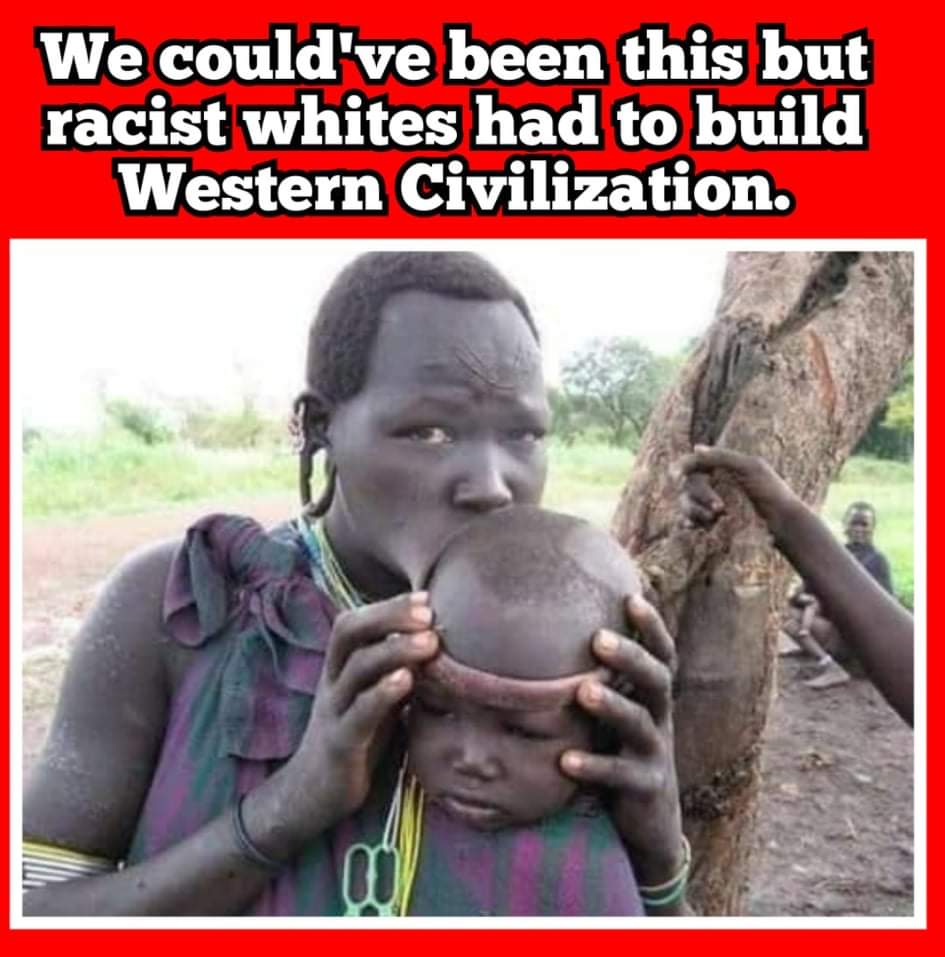 We could've been this but
racist whites had to build
Western Civilization.